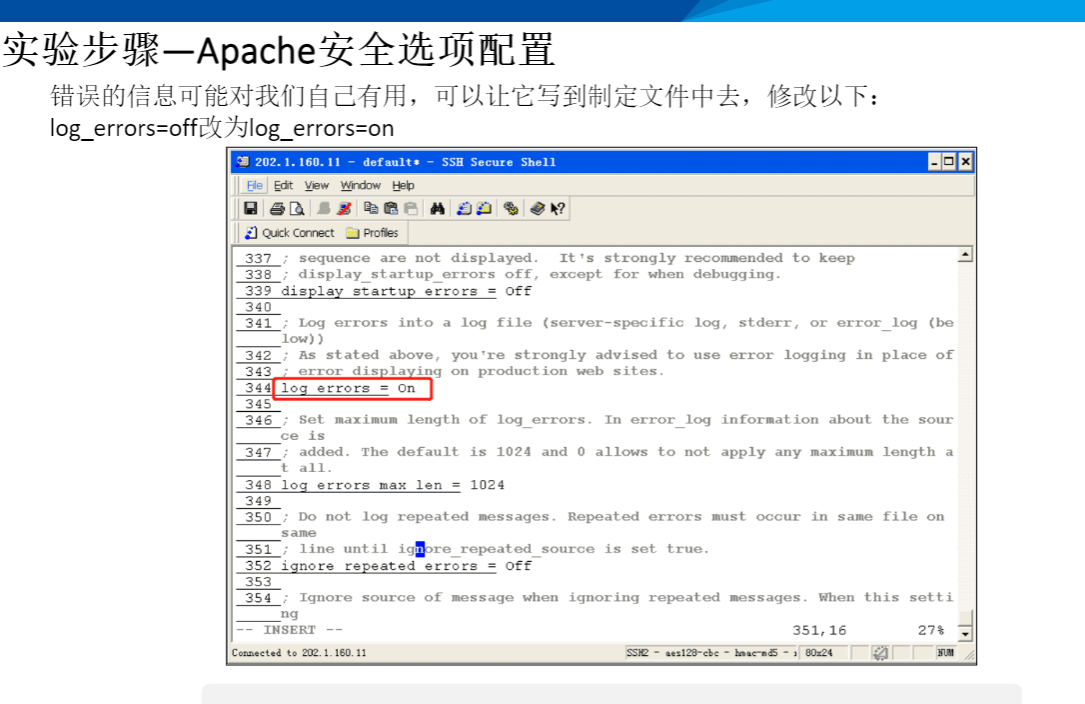 实验步骤—Apache安全选项配置
错误的信息可能对我们自己有用，可以让它写到制定文件中去，修改以下：
log_errors=off改为log_errors=on
202.1.160.11 - default* - SSH Secure Shell
File Edit View Window Help
Quick Connect Profiles
337 ; sequence are not displayed.  It's strongly recommended to keep
338 ; display_startup_errors off, except for when debugging.
339 display_startup_errors = Off
340
341 ; Log errors into a log file (server-specific log, stderr, or error_log (be
low))
342 ; As stated above, you're strongly advised to use error logging in place of
343 ; error displaying on production web sites.
344 log_errors = On
345
346 ; Set maximum length of log_errors. In error_log information about the sour
ce is
347 ; added. The default is 1024 and 0 allows to not apply any maximum length a
t all.
348 log_errors_max_len = 1024
349
350 ; Do not log repeated messages. Repeated errors must occur in same file on
same
351 ; line until ignore_repeated_source is set true.
352 ignore_repeated_errors = Off
353
354 ; Ignore source of message when ignoring repeated messages. When this setti
ng
-- INSERT -- 351,16 27%
Connected to 202.1.160.11 SSH2 - aes128-cbc - hmac-md5 - 80x24 NUM